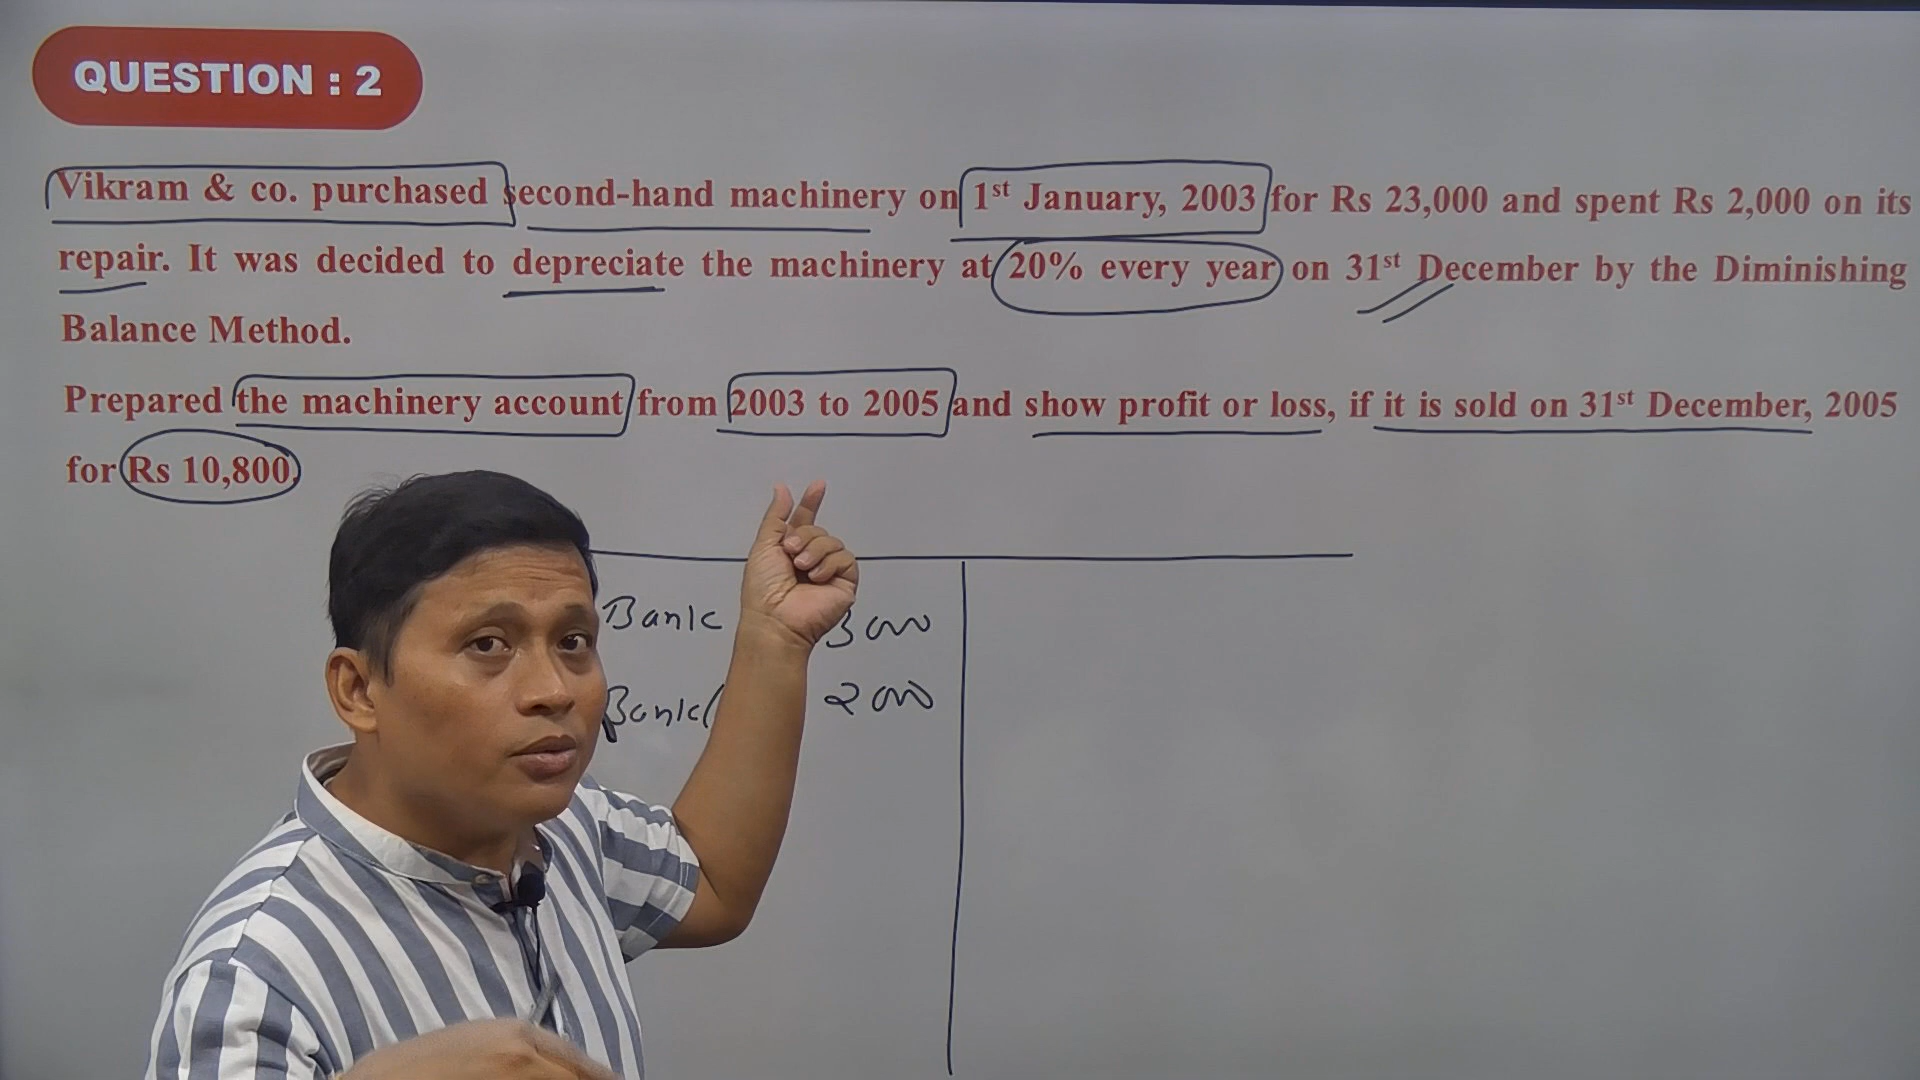 QUESTION : 2
Vikram & co. purchased second-hand machinery on 1st January, 2003 for Rs 23,000 and spent Rs 2,000 on its
repair. It was decided to depreciate the machinery at 20% every year on 31st December by the Diminishing
Balance Method.
Prepared the machinery account from 2003 to 2005 and show profit or loss, if it is sold on 31st December, 2005
for Rs 10,800.
Bank 3000
Bank( 2000